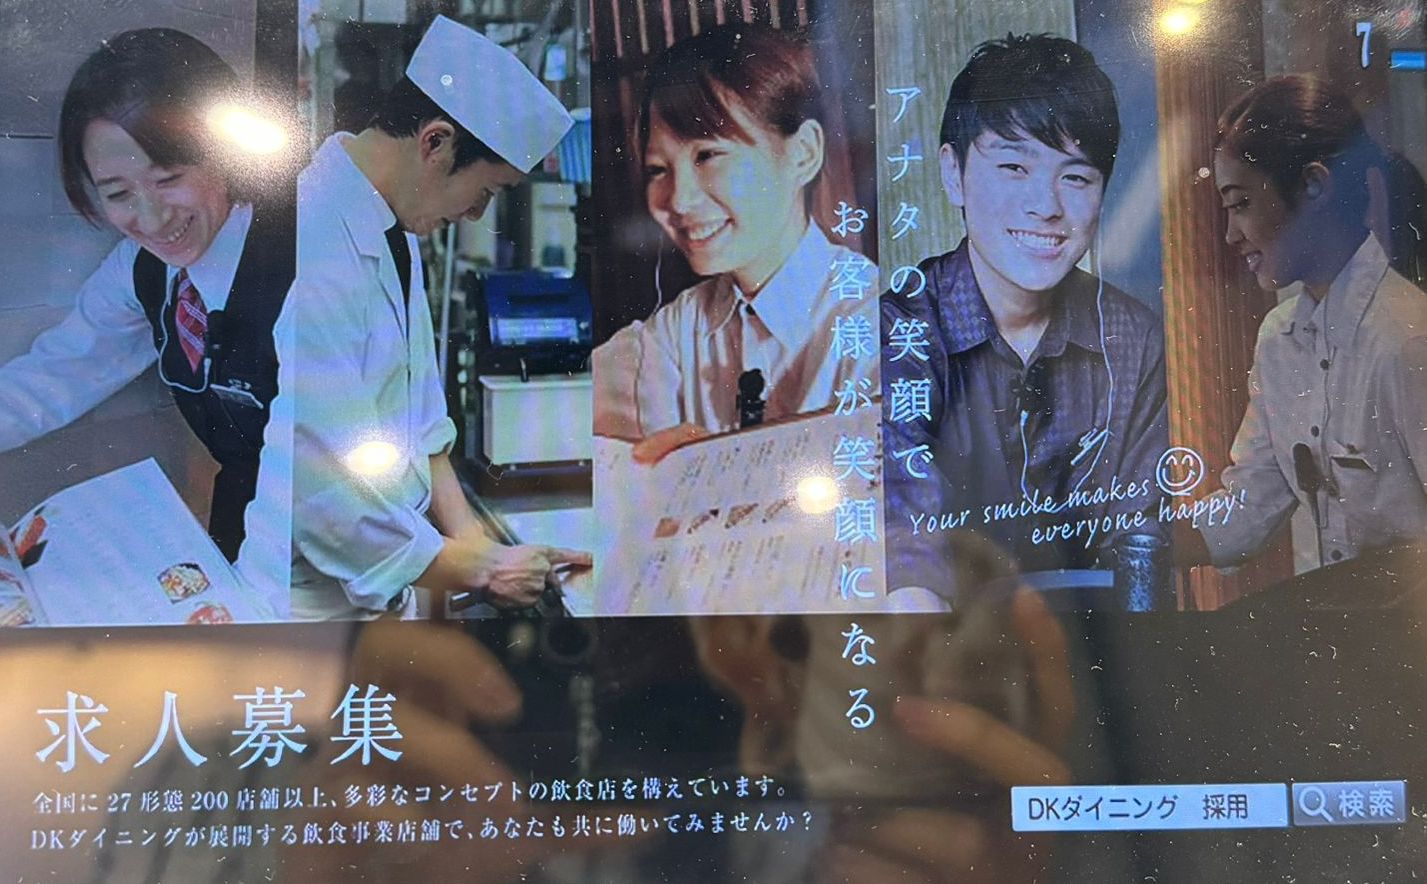 アナタの笑顔で
お客様が笑顔になる
Your smile makes
everyone happy!
求人募集
全国に27形態200店舗以上、多彩なコンセプトの飲食店を構えています。
DKダイニングが展開する飲食事業店舗で、あなたも共に働いてみませんか？
DKダイニング 採用
検索
7